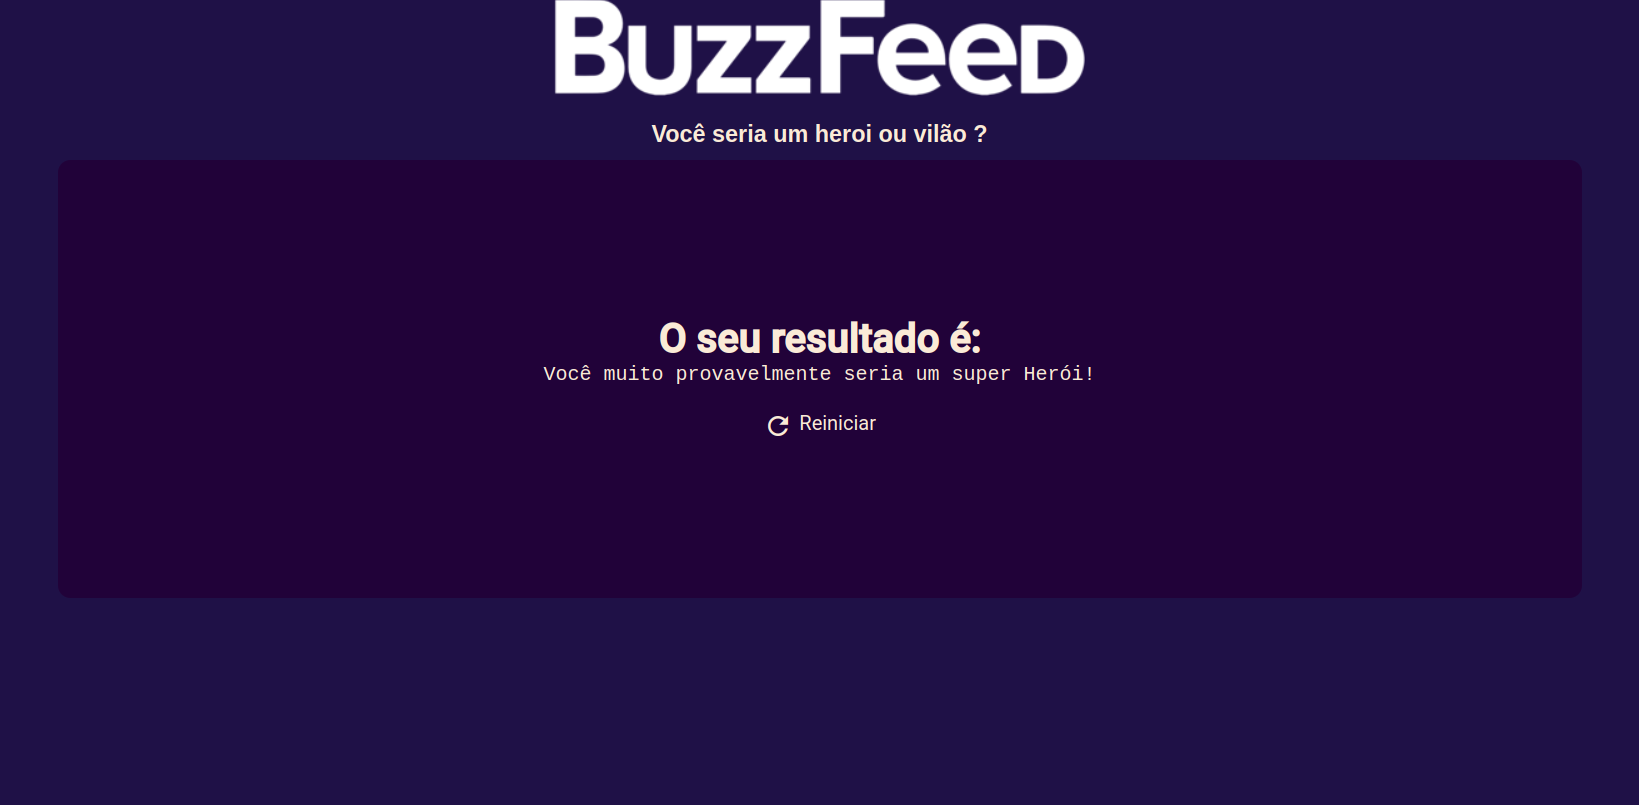 BuzzFeed
Você seria um heroi ou vilão ?
O seu resultado é:
Você muito provavelmente seria um super Herói!
Reiniciar